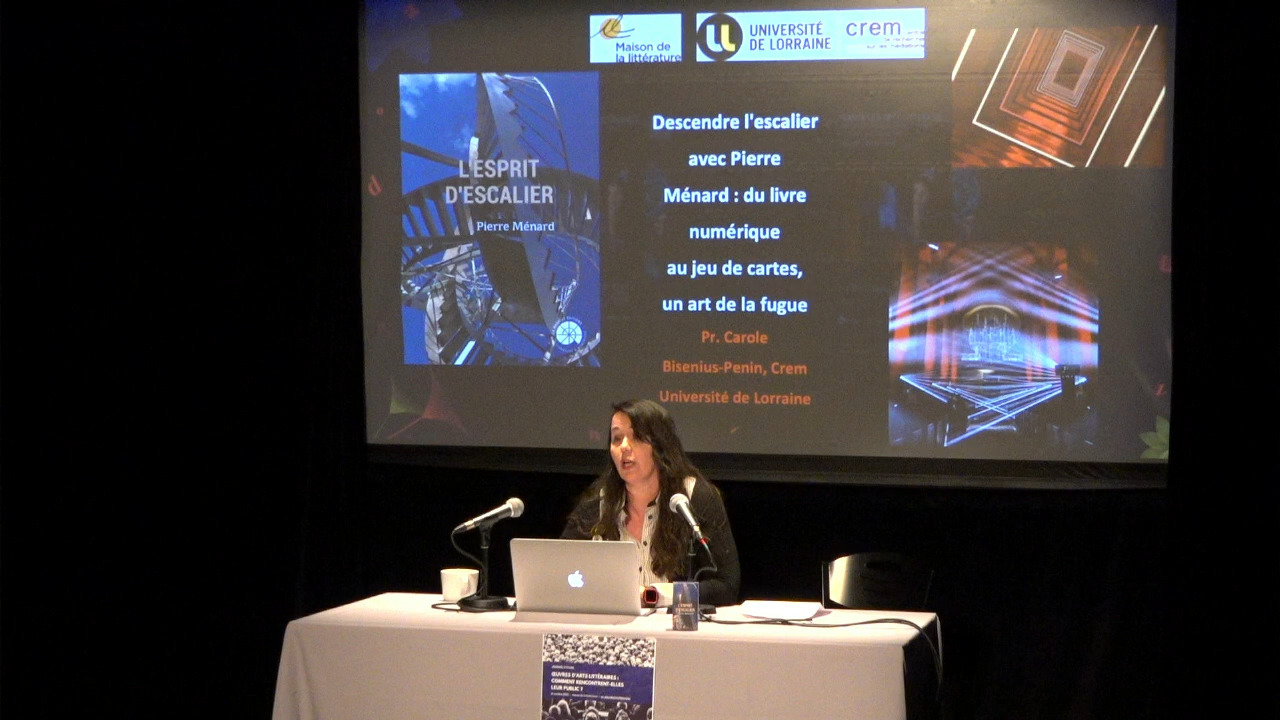 Maison de
la littérature
UNIVERSITÉ
DE LORRAINE
crem
L'ESPRIT
D'ESCALIER
Pierre Ménard
Descendre l'escalier
avec Pierre
Ménard : du livre
numérique
au jeu de cartes,
un art de la fugue
Pr. Carole
Bisenius-Penin, Crem
Université de Lorraine
L'ESPRIT
D'ESCALIER
ŒUVRES D'ARTS LITTÉRAIRES :
COMMENT RENCONTRENT-ELLES
LEUR PUBLIC ?